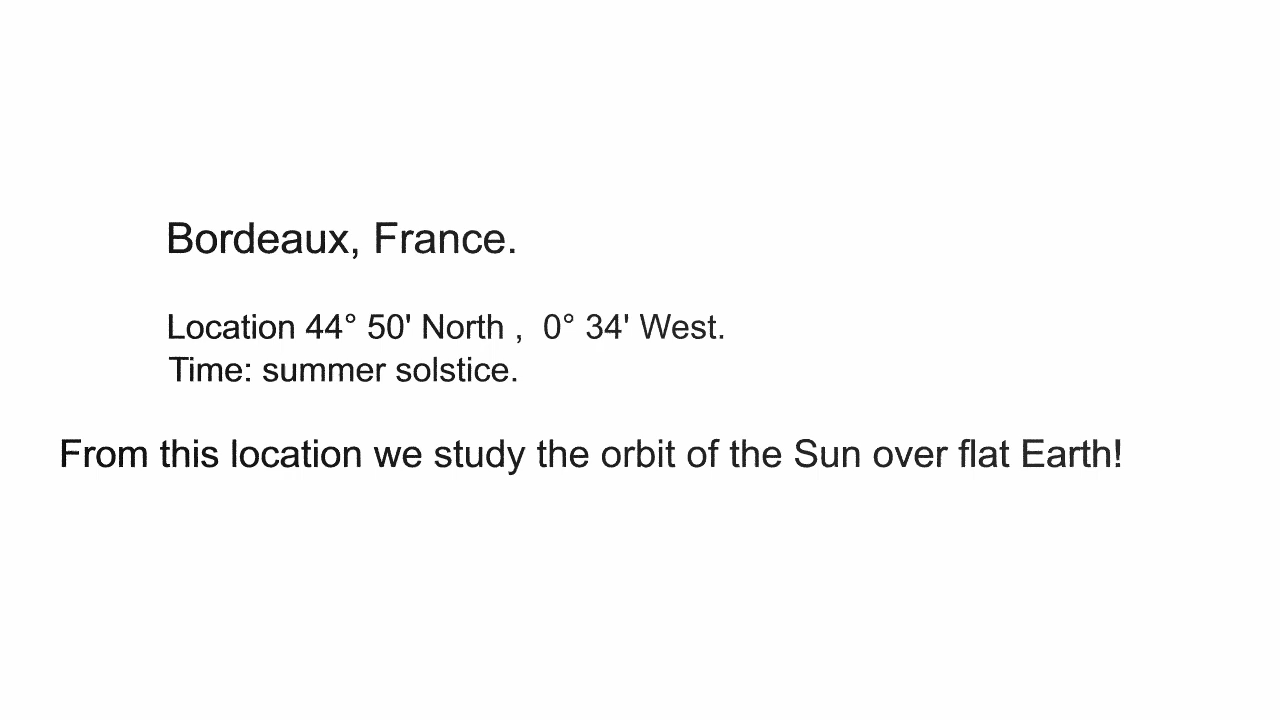 Bordeaux, France.
Location 44° 50' North ,  0° 34' West.
Time: summer solstice.
From this location we study the orbit of the Sun over flat Earth!